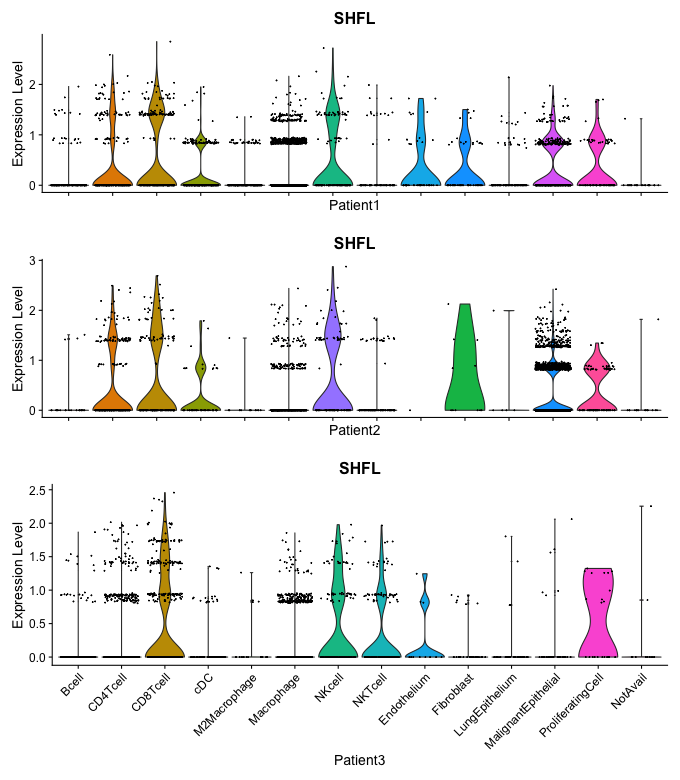 SHFL
Expression Level
2
1
0
Patient1
SHFL
Expression Level
3
2
1
0
Patient2
SHFL
Expression Level
2.5
2.0
1.5
1.0
0.5
0.0
Bcell
CD4Tcell
CD8Tcell
cDC
M2Macrophage
Macrophage
NKcell
NKTcell
Endothelium
Fibroblast
LungEpithelium
MalignantEpithelial
ProliferatingCell
NotAvail
Patient3